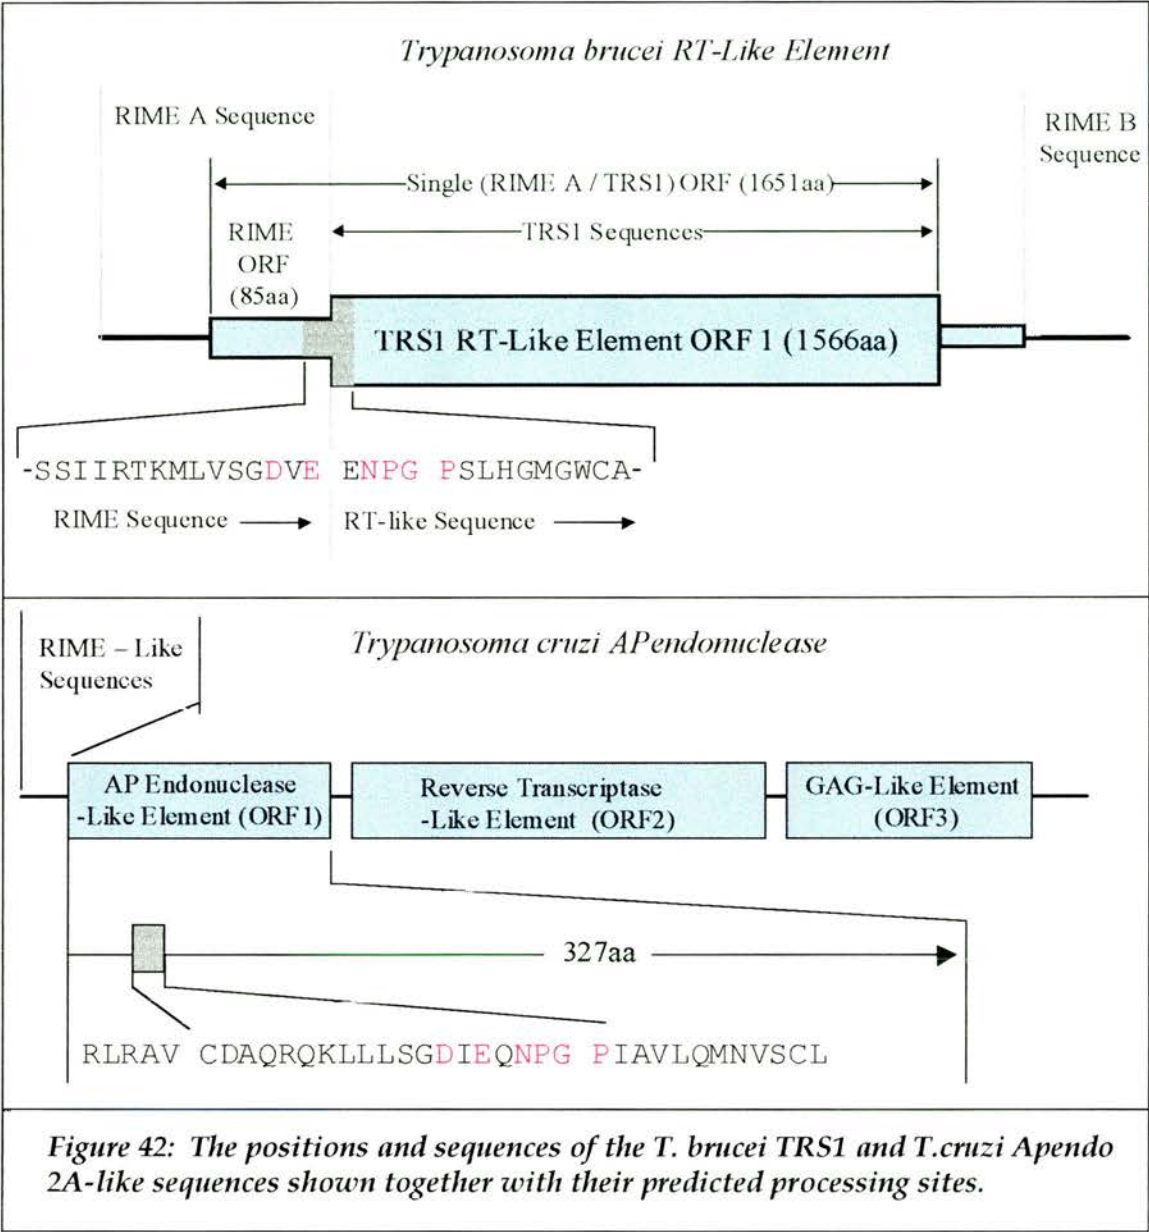 Trypanosoma brucei RT-Like Element
RIME A Sequence
RIME B
Sequence
Single (RIME A / TRS1) ORF (1651aa)
RIME
ORF
(85aa)
TRS1 Sequences
TRS1 RT-Like Element ORF 1 (1566aa)
-SSIIRTKMLVSGDVE ENPG PSLHGMGWCA-
RIME Sequence
RT-like Sequence
RIME – Like
Sequences
Trypanosoma cruzi APendonuclease
AP Endonuclease
-Like Element (ORF1)
Reverse Transcriptase
-Like Element (ORF2)
GAG-Like Element
(ORF3)
327aa
RLRAV CDAQRQKLLLSGDIEQNPG PIAVLQMNVSCL
Figure 42: The positions and sequences of the T. brucei TRS1 and T.cruzi Apendo
2A-like sequences shown together with their predicted processing sites.